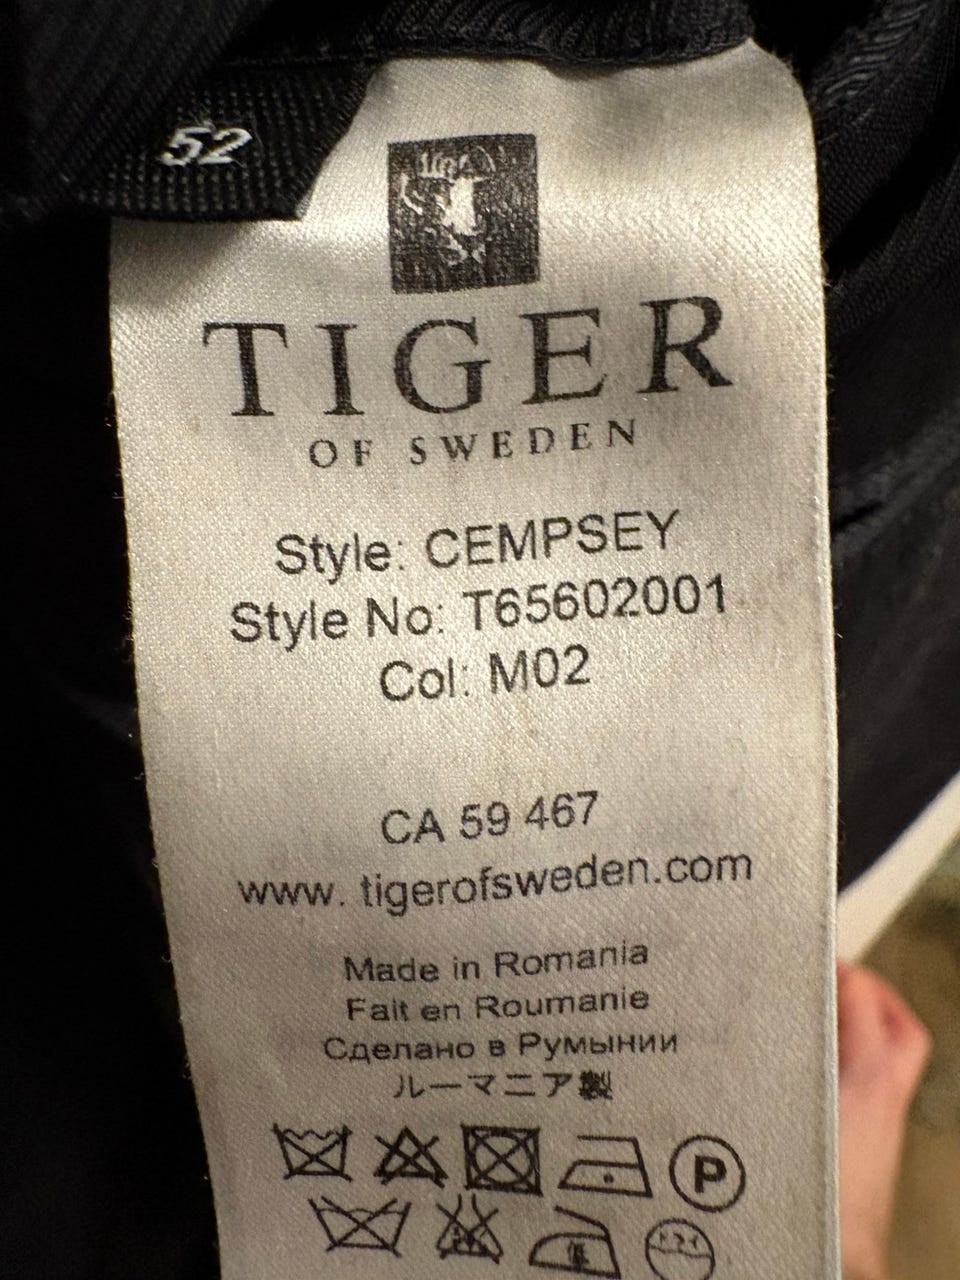 52
TIGER
OF SWEDEN
Style: CEMPSEY
Style No: T65602001
Col: M02
CA 59 467
www. tigerofsweden.com
Made in Romania
Fait en Roumanie
Сделано в Румынии
ルーマニア製
P